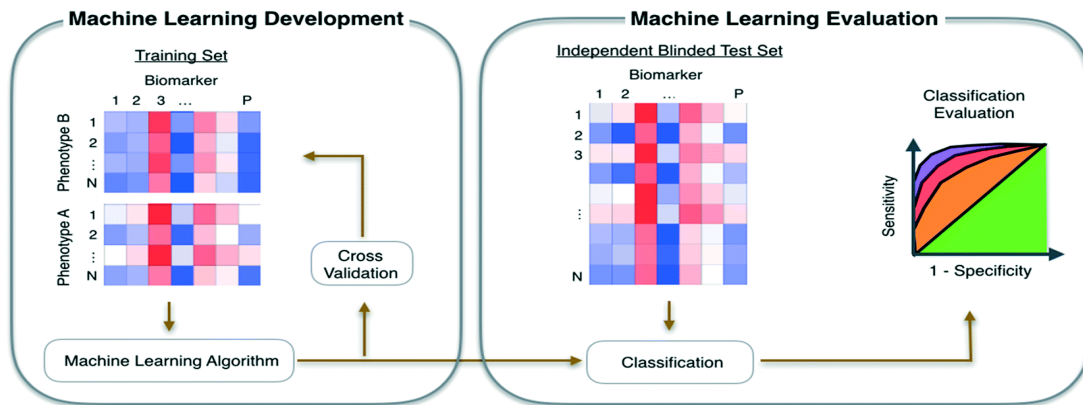 Machine Learning Development
Training Set
Biomarker
1 2 3 ... P
Phenotype B
1
2
⋮
N
Phenotype A
1
2
⋮
N
Cross
Validation
Machine Learning Algorithm
Machine Learning Evaluation
Independent Blinded Test Set
Biomarker
1 2 ... P
1
2
3
⋮
N
Classification
Classification
Evaluation
Sensitivity
1 - Specificity